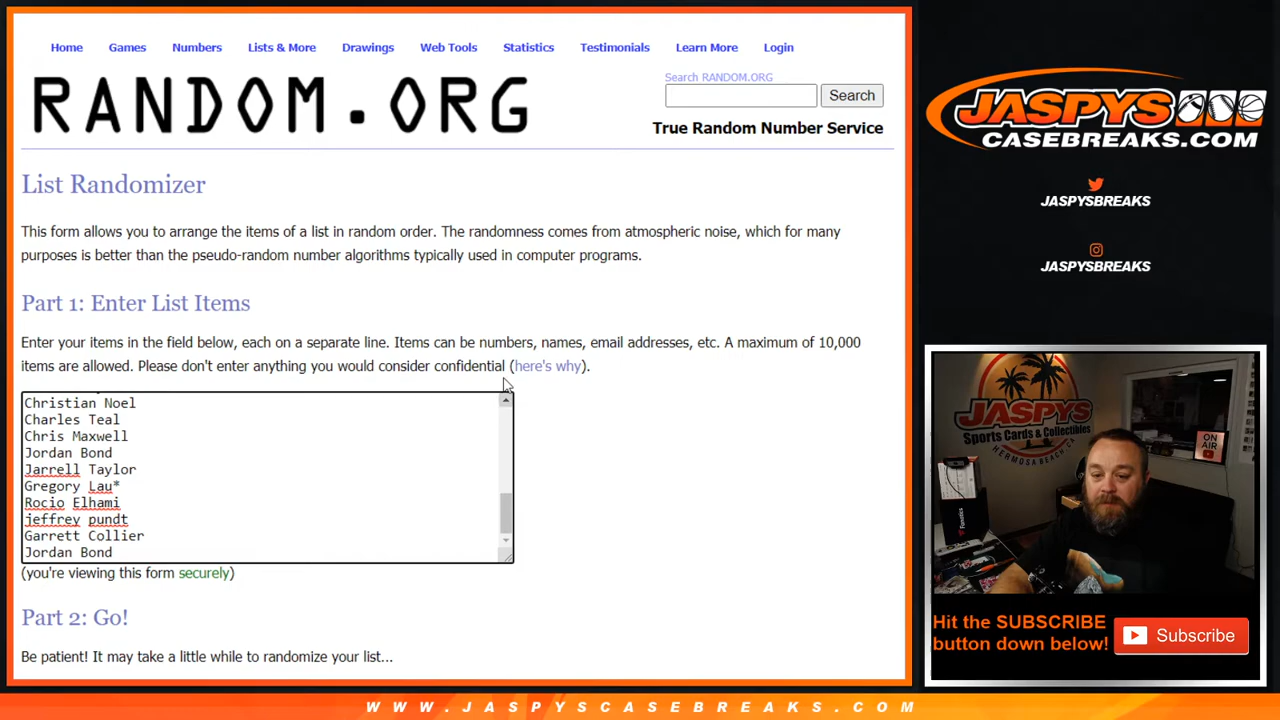 Home Games Numbers Lists & More Drawings Web Tools Statistics Testimonials Learn More Login
RANDOM.ORG
Search RANDOM.ORG
Search
True Random Number Service
List Randomizer
This form allows you to arrange the items of a list in random order. The randomness comes from atmospheric noise, which for many
purposes is better than the pseudo-random number algorithms typically used in computer programs.
Part 1: Enter List Items
Enter your items in the field below, each on a separate line. Items can be numbers, names, email addresses, etc. A maximum of 10,000
items are allowed. Please don't enter anything you would consider confidential (here's why).
Christian Noel
Charles Teal
Chris Maxwell
Jordan Bond
Jarrell Taylor
Gregory Lau*
Rocio Elhami
jeffrey pundt
Garrett Collier
Jordan Bond
(you're viewing this form securely)
Part 2: Go!
Be patient! It may take a little while to randomize your list...
JASPYS
CASEBREAKS.COM
JASPYSBREAKS
JASPYSBREAKS
JASPYS
Sports Cards & Collectibles
HERMOSA BEACH, CA
ON
AIR
Fanatics
Hit the SUBSCRIBE
button down below!
Subscribe
WWW.JASPYSCASEBREAKS.COM